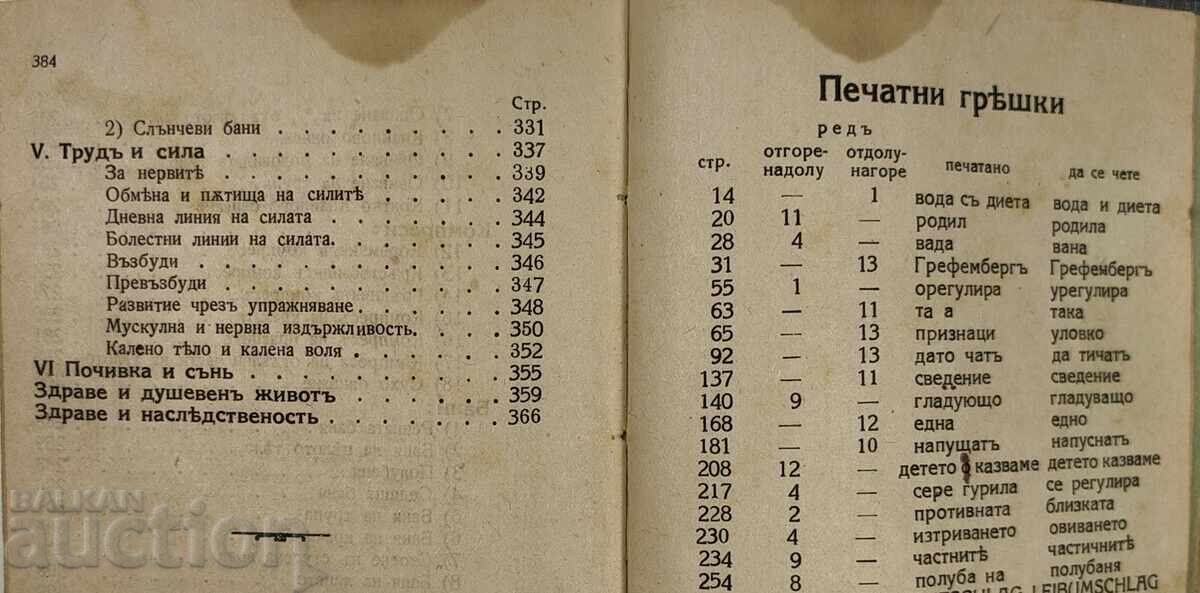 384
Стр.
2) Слънчеви бани . . . . . . . . . 331
V. Трудъ и сила . . . . . . . . . . . . 337
За нервитѣ . . . . . . . . . . . 339
Обмѣна и пѫтища на силитѣ . . . . . . 342
Дневна линия на силата . . . . . . . 344
Болестни линии на силата. . . . . . . 345
Възбуди . . . . . . . . . . . . 346
Превъзбуди . . . . . . . . . . . 347
Развитие чрезъ упражняване . . . . . . 348
Мускулна и нервна издържливость. . . . 350
Калено тѣло и калена воля . . . . . . 352
VI Почивка и сънь . . . . . . . . . . . 355
Здраве и душевенъ животъ . . . . . . 359
Здраве и наслѣдственость . . . . . . . 366
BALKAN
auction
Печатни грѣшки
редъ
стр. отгоре-надолу отдолу-нагоре печатано да се чете
14 — 1 вода съ диета вода и диета
20 11 — родил родила
28 4 — вада вана
31 — 13 Грефембергъ Грефенбергъ
55 1 — орегулира урегулира
63 — 11 та а така
65 — 13 признаци уловко
92 — 13 дато чатъ да тичатъ
137 — 11 сведение сведение
140 9 — гладующо гладуващо
168 — 12 една едно
181 — 10 напущатъ напуснатъ
208 12 — детето казваме детето казваме
217 4 — сере гурила се регулира
228 2 — противната близката
230 4 — изтриването овиването
234 9 — частнитѣ частичнитѣ
254 8 — полуба на полубаня
LEIBUMSCHLAG